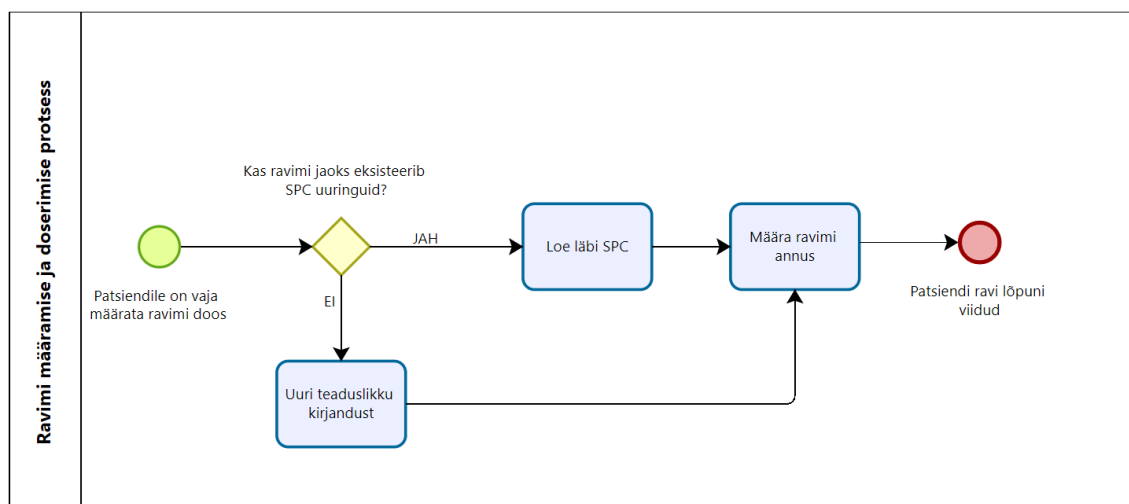 Ravimi määramise ja doserimise protsess
Kas ravimi jaoks eksisteerib
SPC uuringuid?
JAH
Loe läbi SPC
Määra ravimi
annus
Patsiendile on vaja
määrata ravimi doos
EI
Patsiendi ravi lõpuni
viidud
Uuri teaduslikku
kirjandust